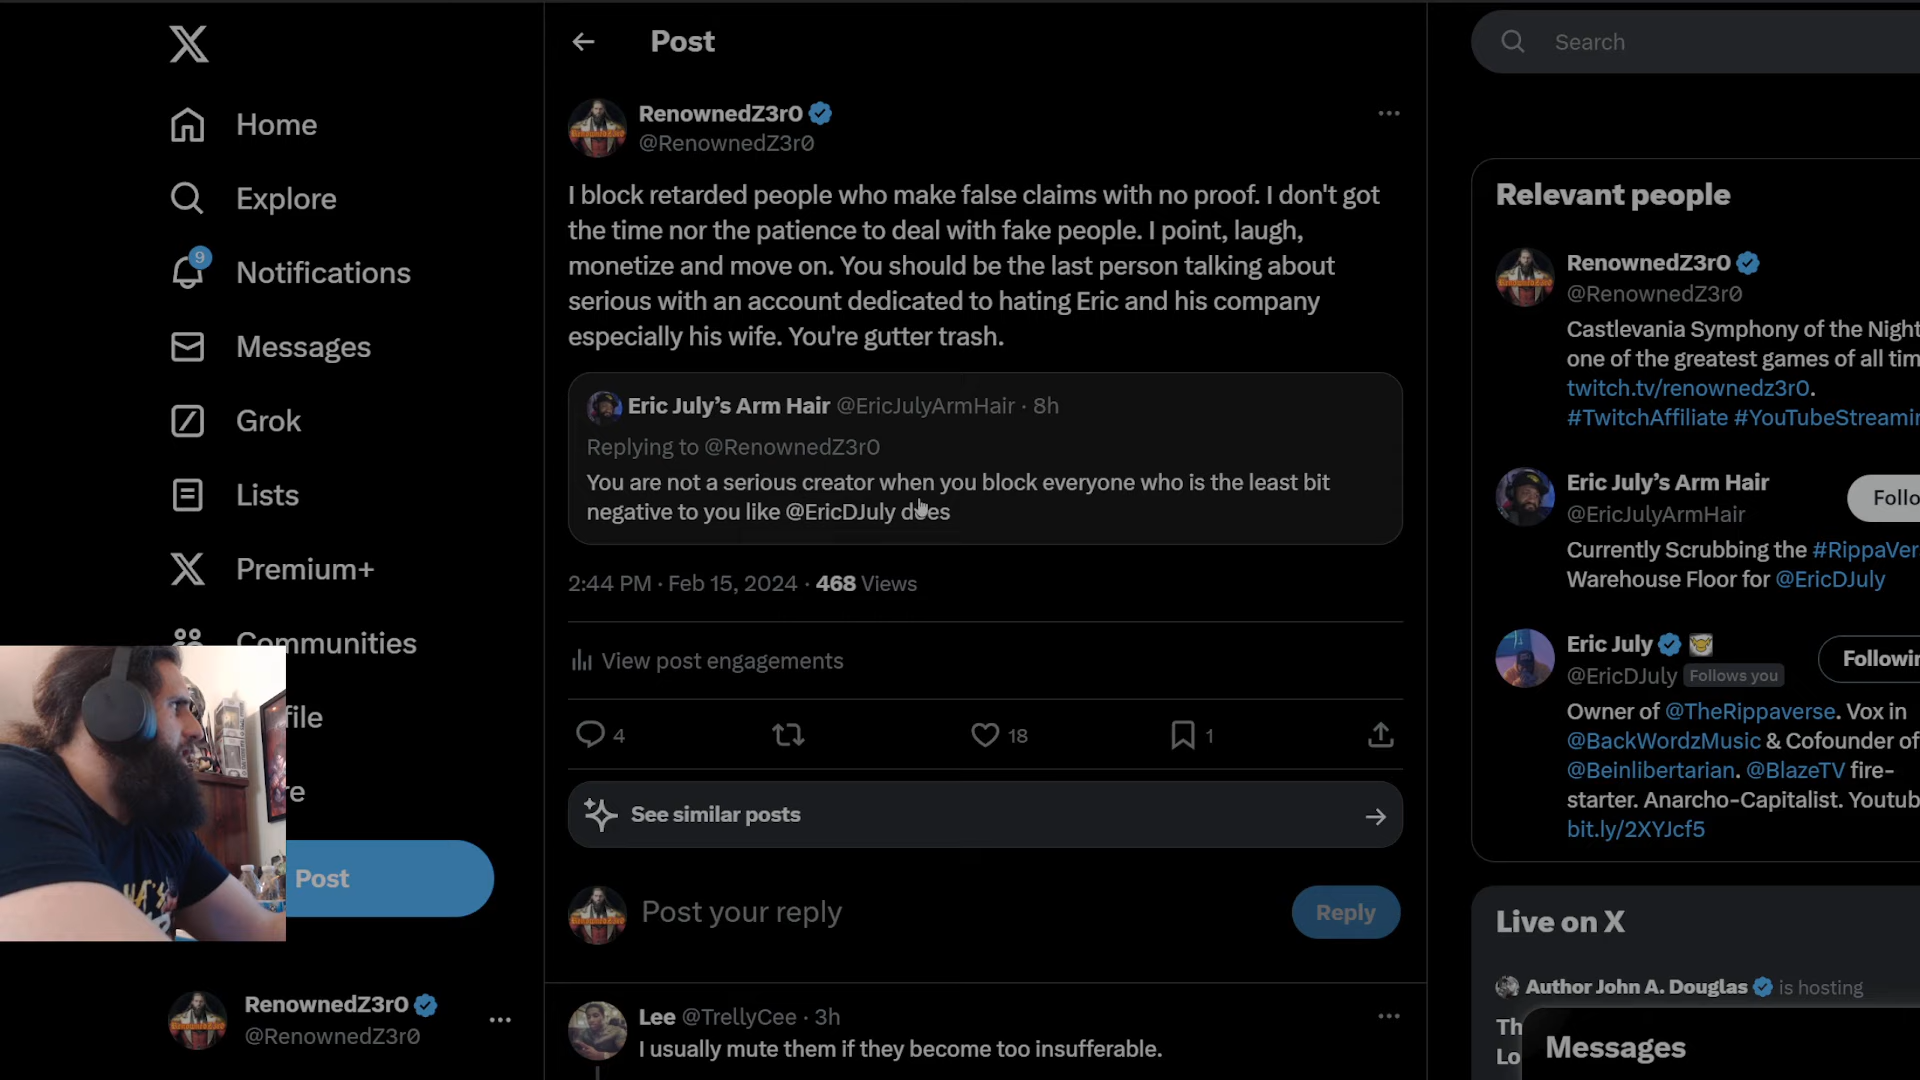 Post
Search
Home
Explore
9
Notifications
Messages
Grok
Lists
Premium+
Communities
file
re
Post
RenownedZ3r0
@RenownedZ3r0
RenownedZ3r0
@RenownedZ3r0
I block retarded people who make false claims with no proof. I don't got
the time nor the patience to deal with fake people. I point, laugh,
monetize and move on. You should be the last person talking about
serious with an account dedicated to hating Eric and his company
especially his wife. You're gutter trash.
Eric July’s Arm Hair @EricJulyArmHair · 8h
Replying to @RenownedZ3r0
You are not a serious creator when you block everyone who is the least bit
negative to you like @EricDJuly does
2:44 PM · Feb 15, 2024 · 468 Views
View post engagements
4
18
1
See similar posts
Post your reply
Reply
Lee @TrellyCee · 3h
I usually mute them if they become too insufferable.
Relevant people
RenownedZ3r0
@RenownedZ3r0
Castlevania Symphony of the Night
one of the greatest games of all tim
twitch.tv/renownedz3r0.
#TwitchAffiliate #YouTubeStreamin
Eric July’s Arm Hair
@EricJulyArmHair
Follo
Currently Scrubbing the #RippaVer
Warehouse Floor for @EricDJuly
Eric July
@EricDJuly Follows you
Followin
Owner of @TheRippaverse. Vox in
@BackWordzMusic & Cofounder of
@Beinlibertarian. @BlazeTV fire-
starter. Anarcho-Capitalist. Youtub
bit.ly/2XYJcf5
Live on X
Author John A. Douglas is hosting
Th
Lo
Messages